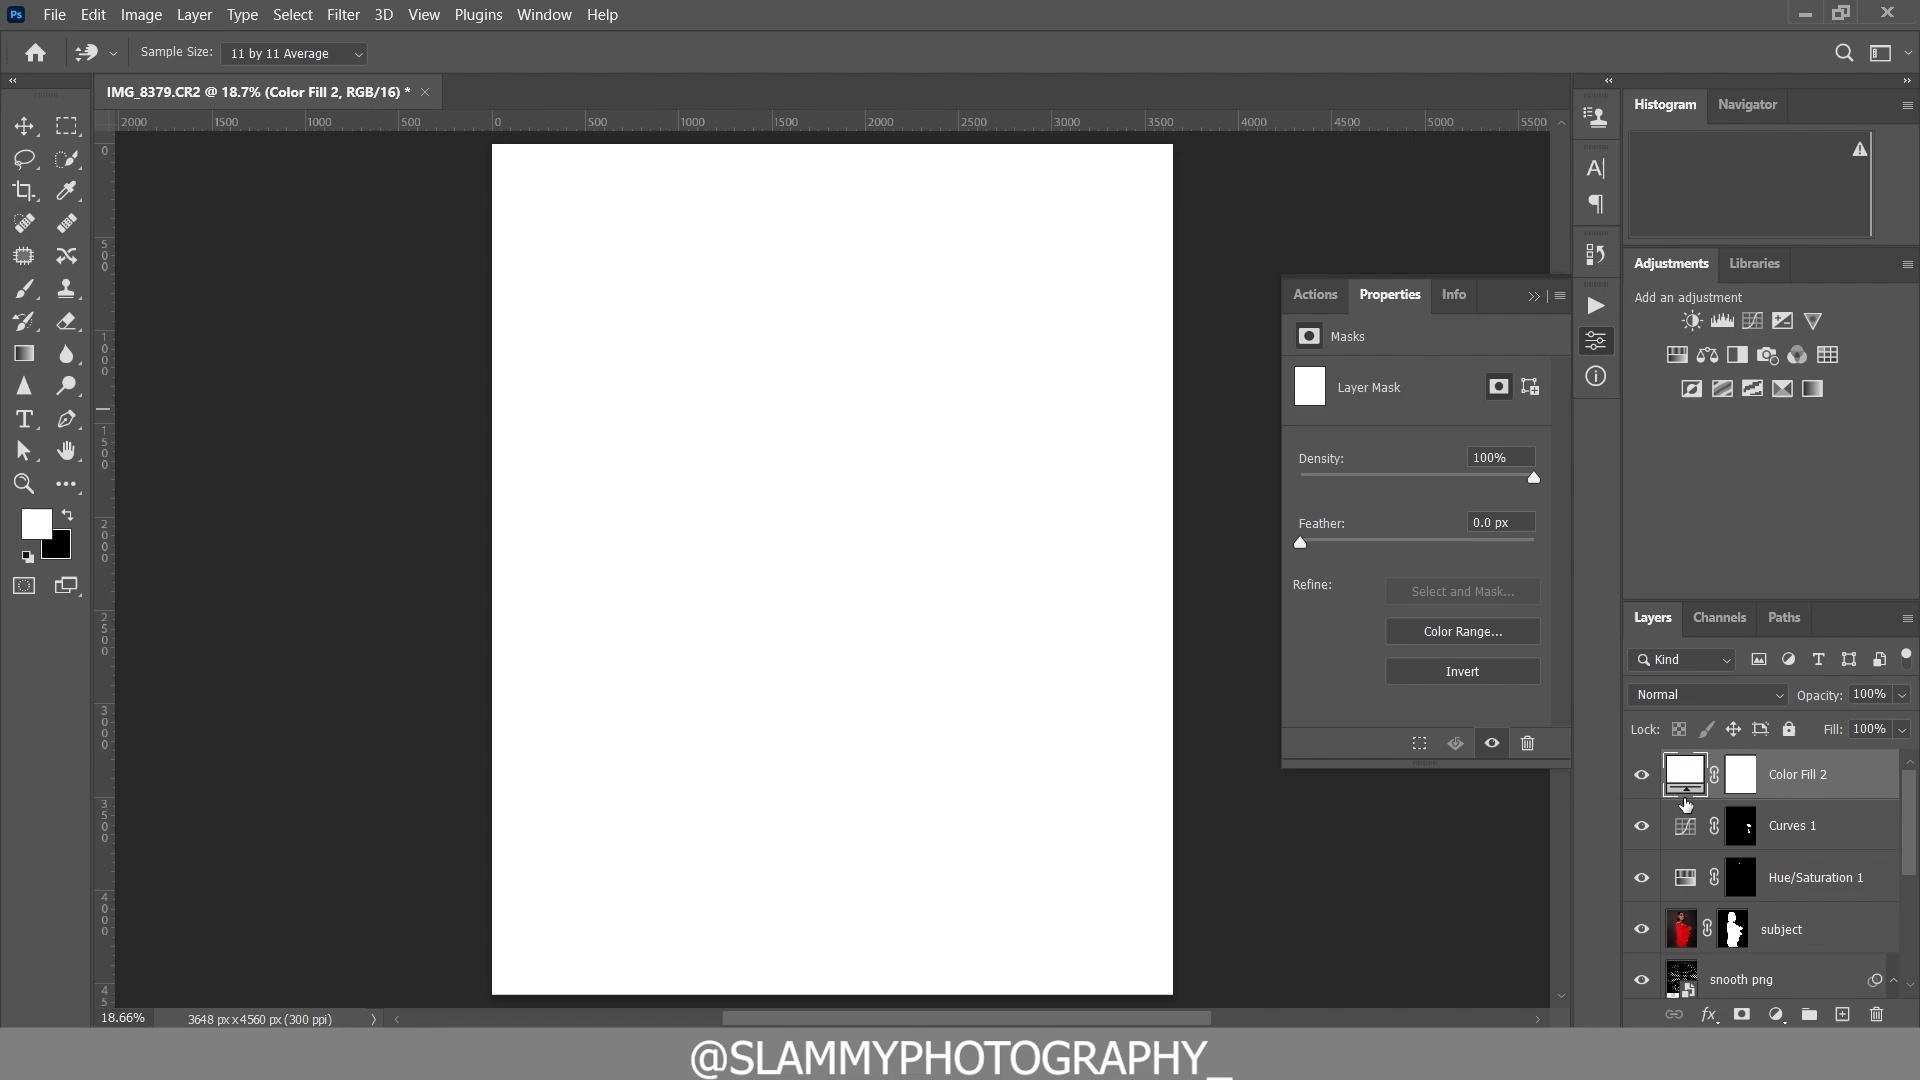 Ps File Edit Image Layer Type Select Filter 3D View Plugins Window Help
Sample Size: 11 by 11 Average
IMG_8379.CR2 @ 18.7% (Color Fill 2, RGB/16) *
2000 1500 1000 500 0 500 1000 1500 2000 2500 3000 3500 4000 4500 5000 5500
0
500
1000
1500
2000
2500
3000
3500
4000
45
Histogram Navigator
Adjustments Libraries
Add an adjustment
Actions Properties Info
Masks
Layer Mask
Density: 100%
Feather: 0.0 px
Refine: Select and Mask...
Color Range...
Invert
Layers Channels Paths
Kind
Normal Opacity: 100%
Lock: Fill: 100%
Color Fill 2
Curves 1
Hue/Saturation 1
subject
snooth png
fx
18.66% 3648 px x 4560 px (300 ppi)
@SLAMMYPHOTOGRAPHY_